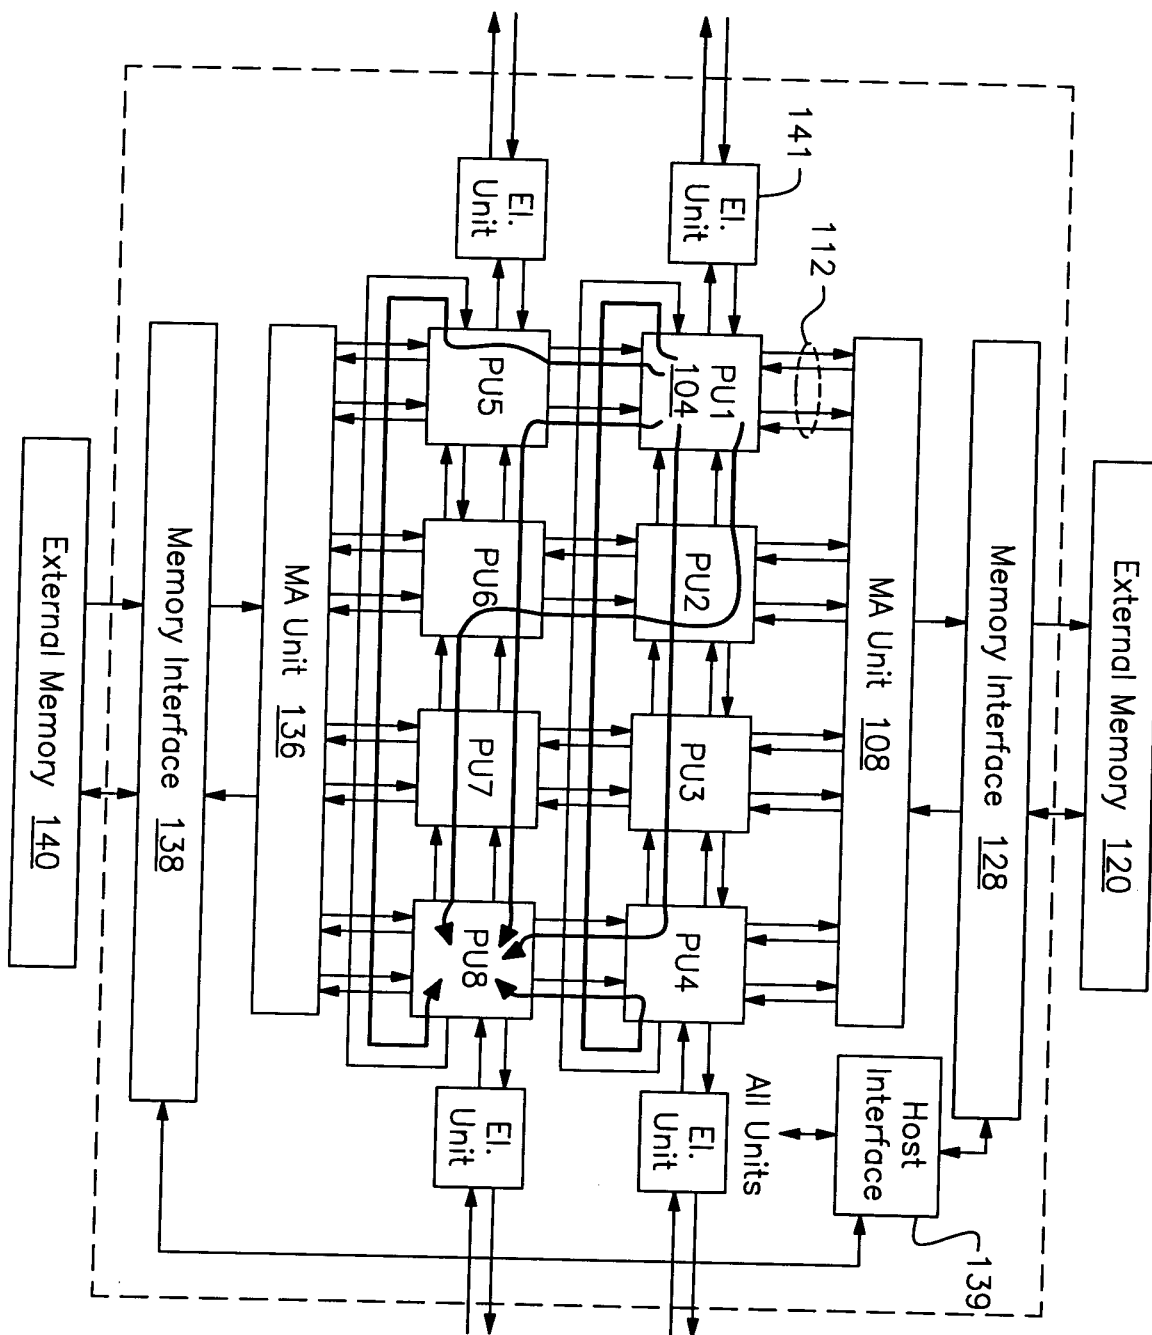 External Memory 120
Memory Interface 128
Host
Interface
139
MA Unit 108
112
All Units
141
El.
Unit
PU1
104
PU2
PU3
PU4
El.
Unit
El.
Unit
PU5
PU6
PU7
PU8
El.
Unit
MA Unit 136
Memory Interface 138
External Memory 140